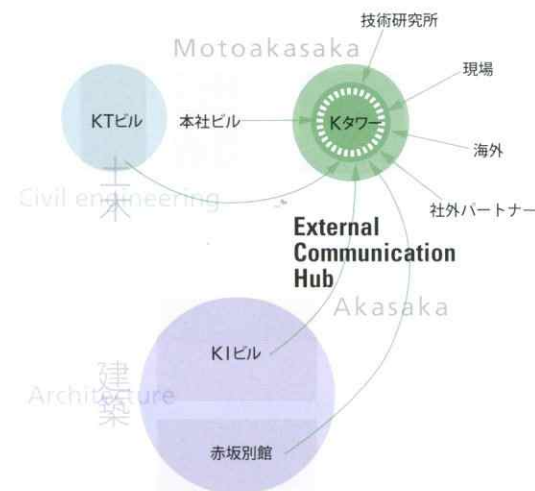 技術研究所
Motoakasaka
現場
KTビル
本社ビル
Kタワー
海外
土木
Civil engineering
社外パートナー
External
Communication
Hub
Akasaka
KIビル
建築
Architecture
赤坂別館